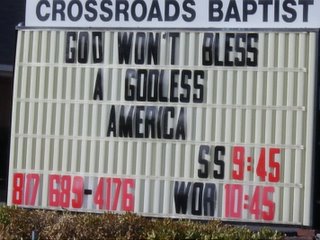 CROSSROADS BAPTIST
GOD WON'T BLESS
A GODLESS
AMERICA
SS 9:45
817 689-4176 WOR 10:45